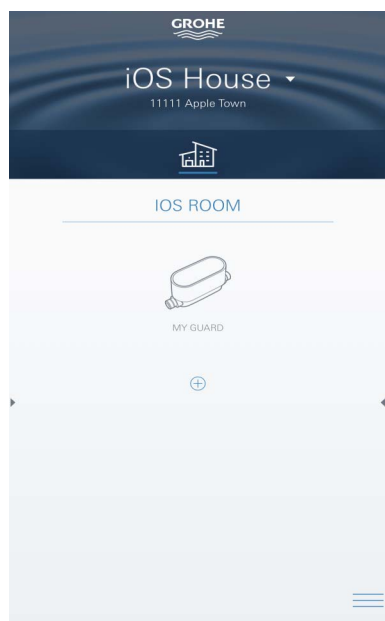 GROHE
iOS House
11111 Apple Town
IOS ROOM
MY GUARD